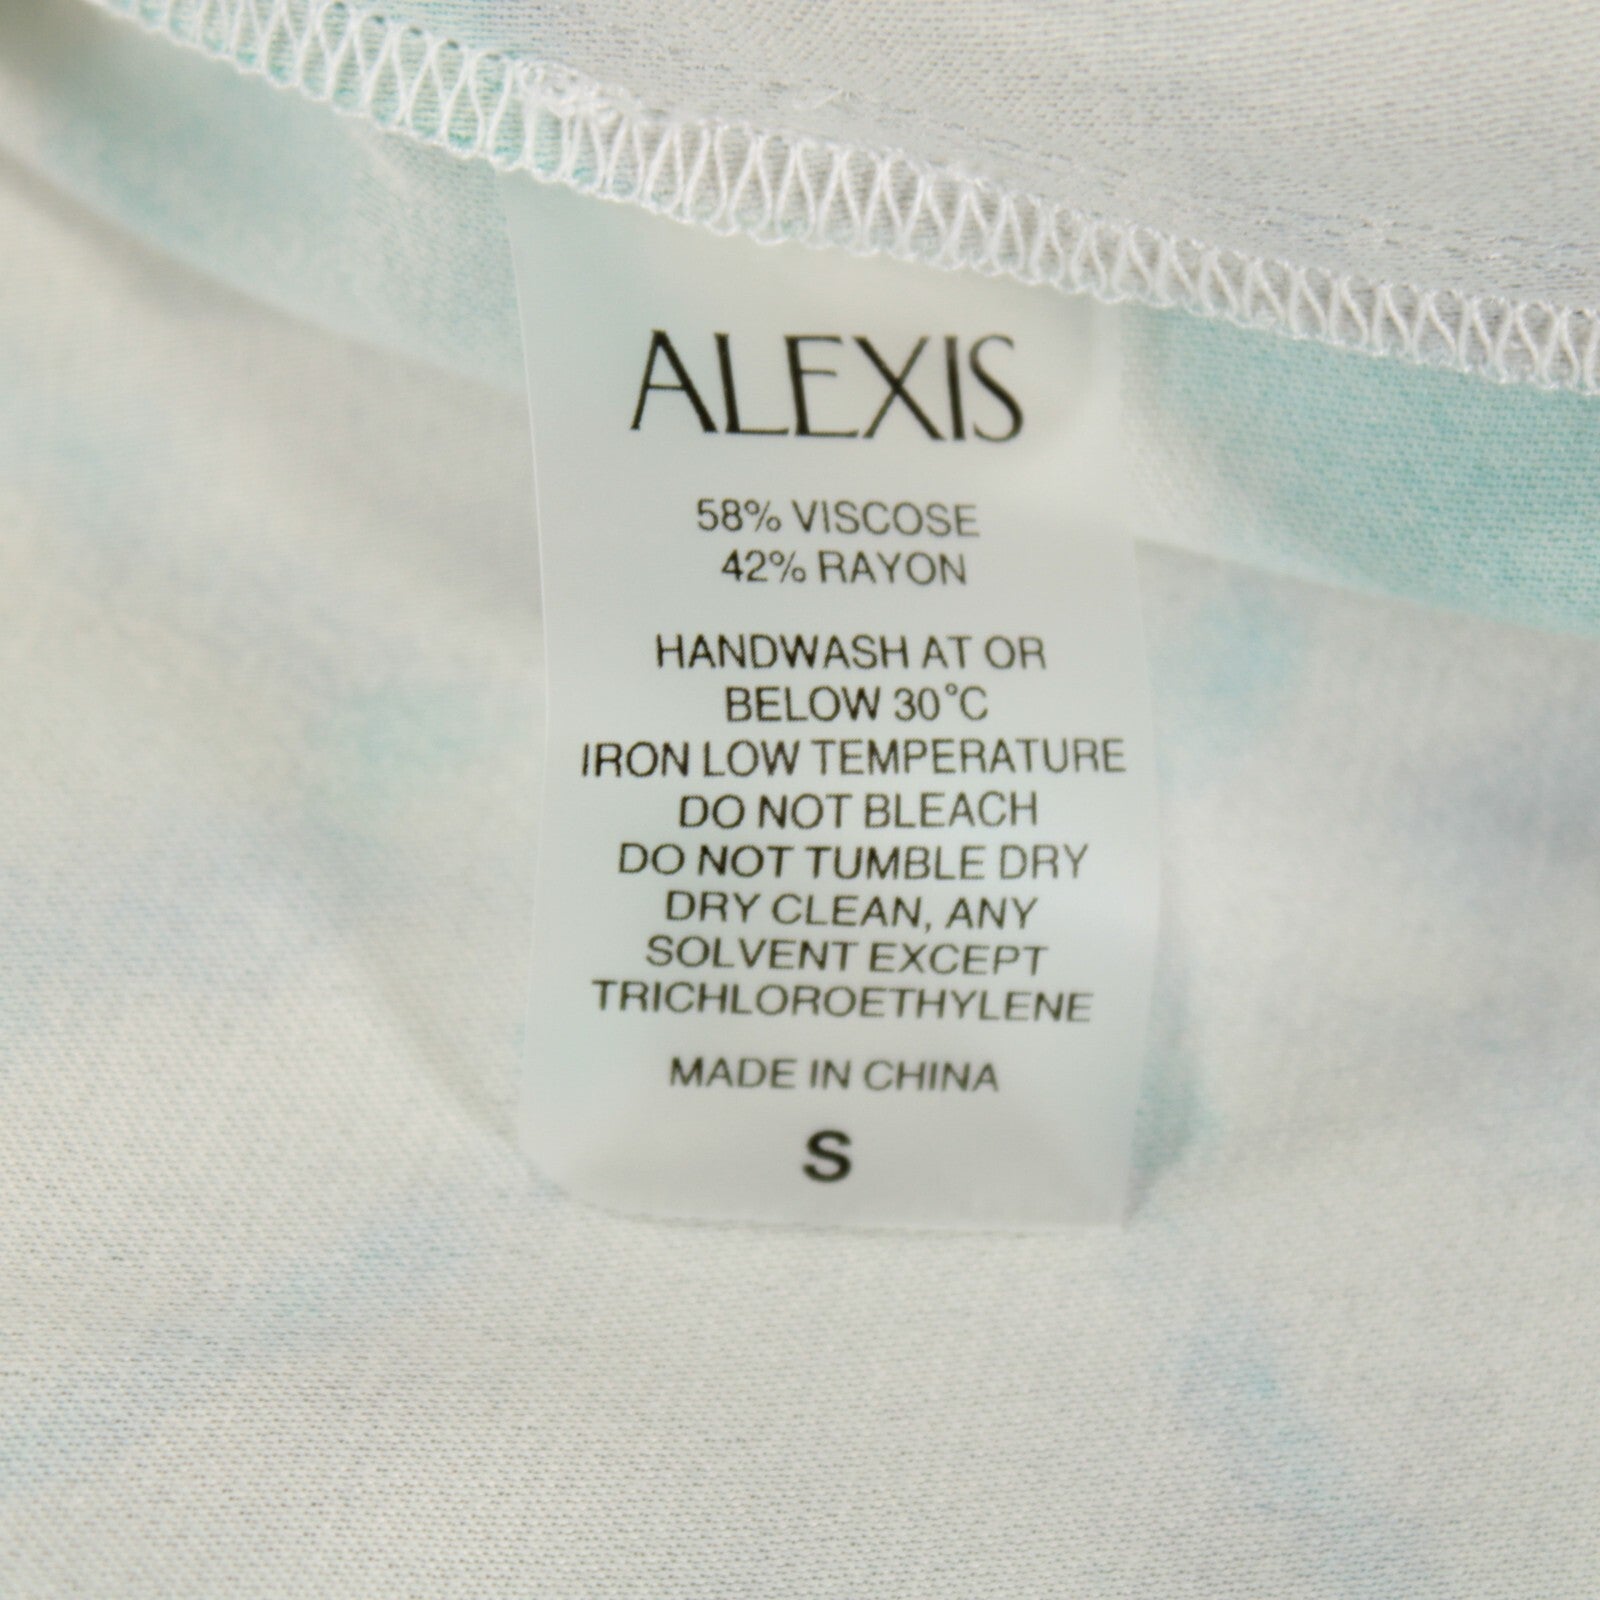 ALEXIS
58% VISCOSE
42% RAYON
HANDWASH AT OR
BELOW 30°C
IRON LOW TEMPERATURE
DO NOT BLEACH
DO NOT TUMBLE DRY
DRY CLEAN, ANY
SOLVENT EXCEPT
TRICHLOROETHYLENE
MADE IN CHINA
S